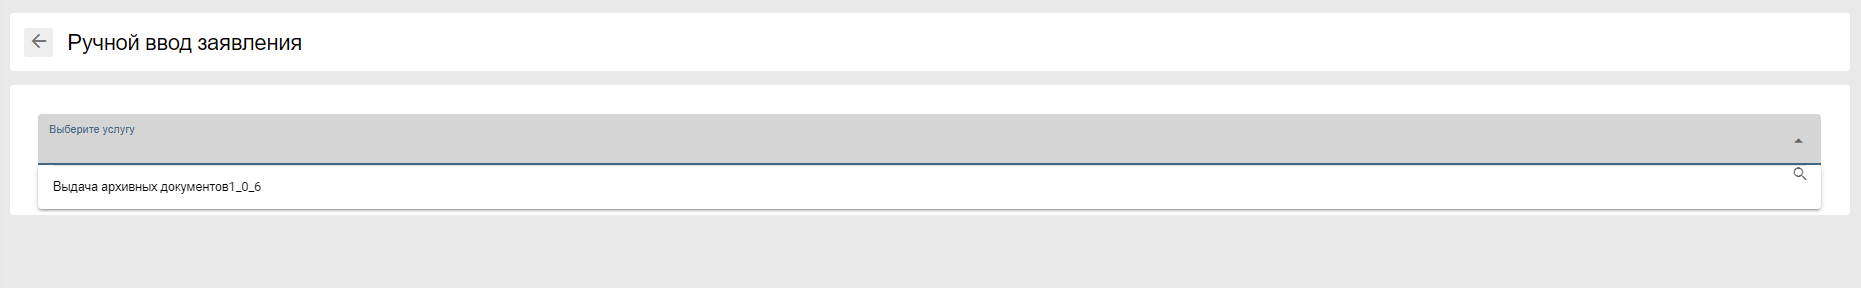 Ручной ввод заявления
Выберите услугу
Выдача архивных документов1_0_6